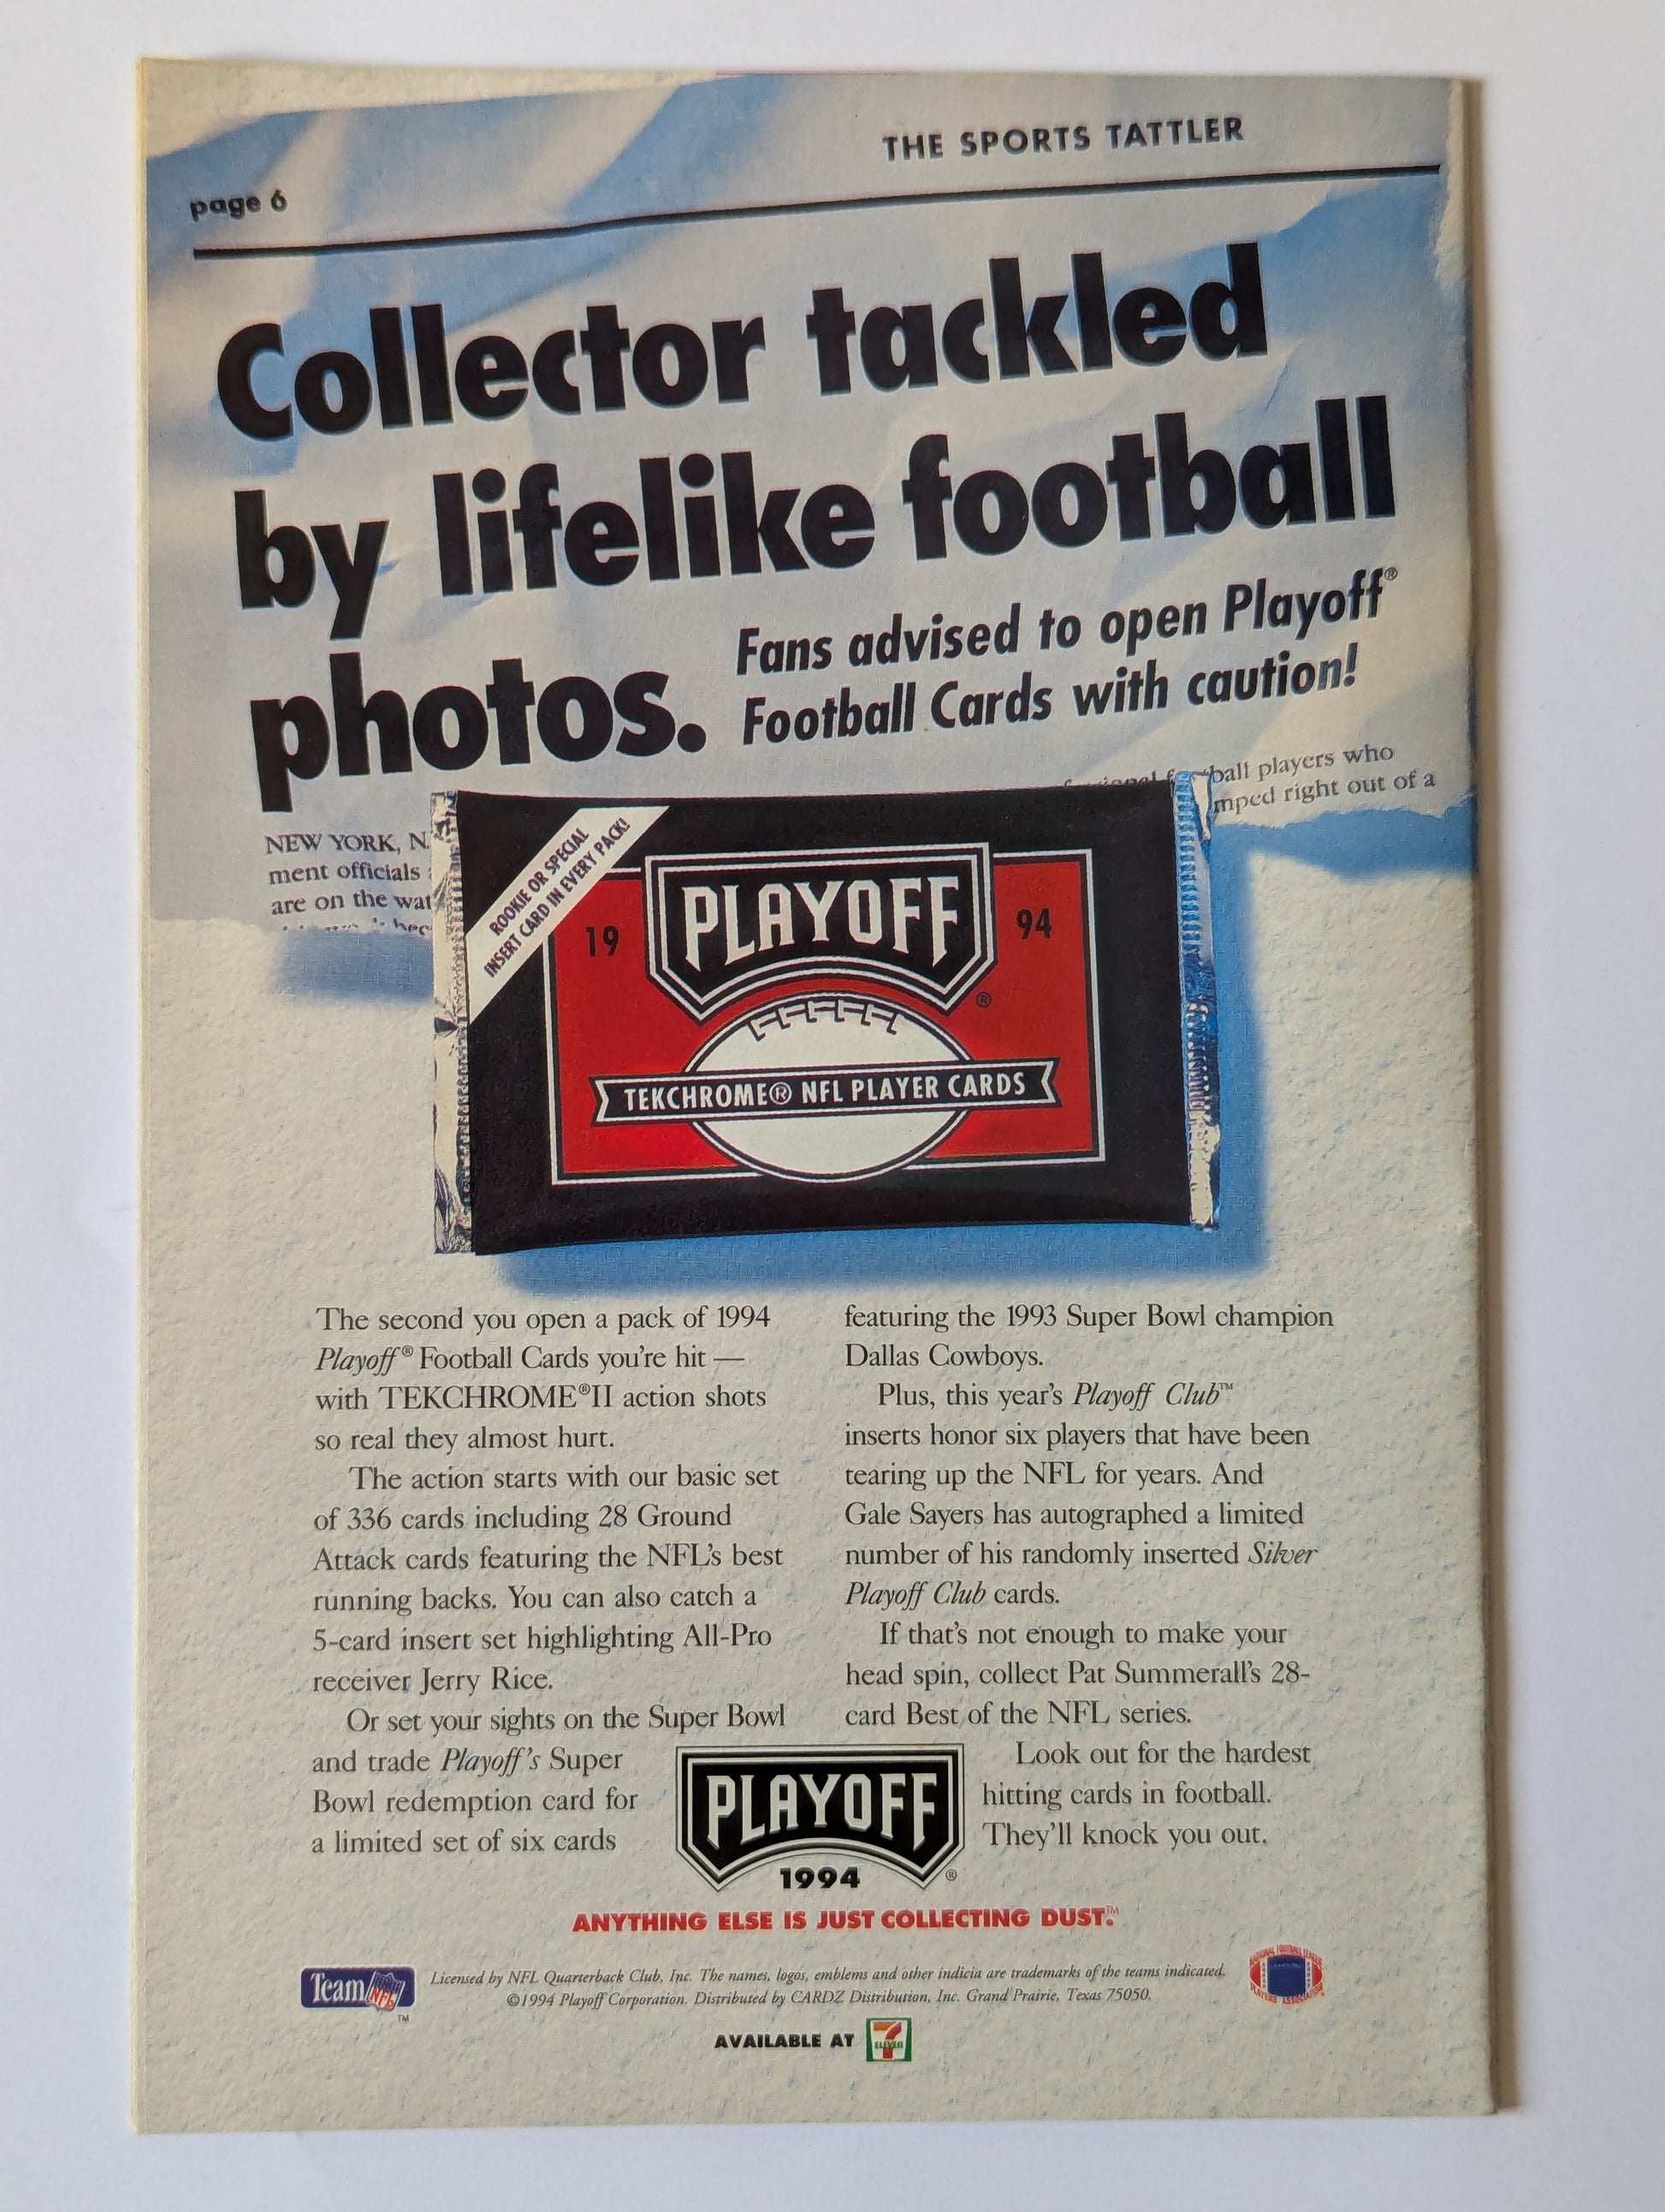 THE SPORTS TATTLER
page 6
Collector tackled
by lifelike football
photos.
Fans advised to open Playoff®
Football Cards with caution!
ball players who
mped right out of a
NEW YORK, N.
ment officials
are on the wat
ROOKIE OR SPECIAL
INSERT CARD IN EVERY PACK!
19 PLAYOFF® 94
TEKCHROME® NFL PLAYER CARDS
The second you open a pack of 1994
Playoff® Football Cards you're hit —
with TEKCHROME®II action shots
so real they almost hurt.
The action starts with our basic set
of 336 cards including 28 Ground
Attack cards featuring the NFL's best
running backs. You can also catch a
5-card insert set highlighting All-Pro
receiver Jerry Rice.
Or set your sights on the Super Bowl
and trade Playoff's Super
Bowl redemption card for
a limited set of six cards
featuring the 1993 Super Bowl champion
Dallas Cowboys.
Plus, this year's Playoff Club™
inserts honor six players that have been
tearing up the NFL for years. And
Gale Sayers has autographed a limited
number of his randomly inserted Silver
Playoff Club cards.
If that's not enough to make your
head spin, collect Pat Summerall's 28-
card Best of the NFL series.
Look out for the hardest
hitting cards in football.
They'll knock you out.
PLAYOFF
1994 ®
ANYTHING ELSE IS JUST COLLECTING DUST.™
Team NFL ™
Licensed by NFL Quarterback Club, Inc. The names, logos, emblems and other indicia are trademarks of the teams indicated.
©1994 Playoff Corporation. Distributed by CARDZ Distribution, Inc. Grand Prairie, Texas 75050.
NATIONAL FOOTBALL LEAGUE
PLAYERS ASSOCIATION
AVAILABLE AT 7 ELEVEN